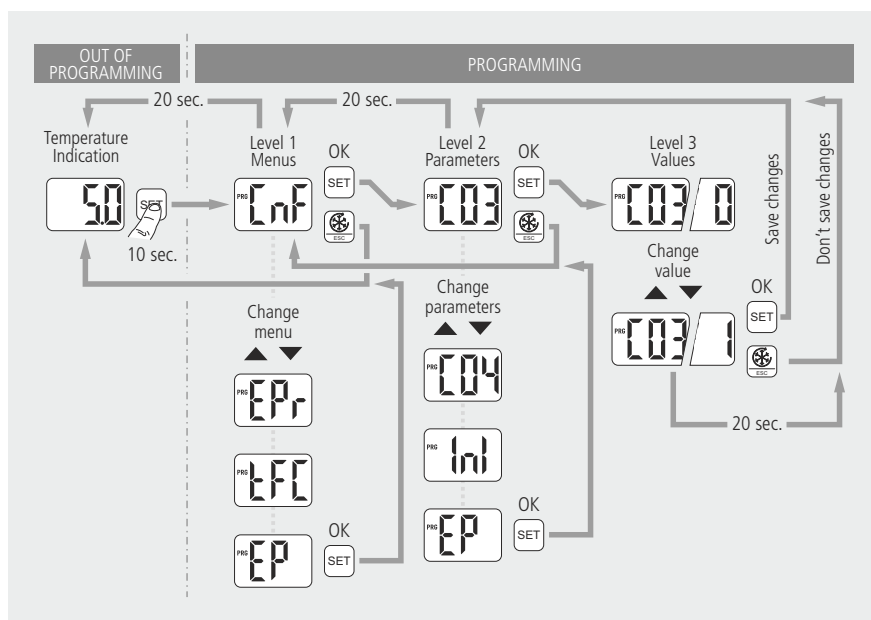 OUT OF
PROGRAMMING
PROGRAMMING
20 sec.
20 sec.
Temperature
Indication
Level 1
Menus
OK
Level 2
Parameters
OK
Level 3
Values
5.0
SET
PRG CnF
SET
PRG C03
SET
PRG C03/0
10 sec.
ESC
ESC
Save changes
Don't save changes
Change
value
Change
menu
Change
parameters
OK
PRG C03/1
SET
ESC
20 sec.
PRG EPr
PRG C04
PRG tFC
PRG InI
PRG EP
OK
SET
PRG EP
OK
SET